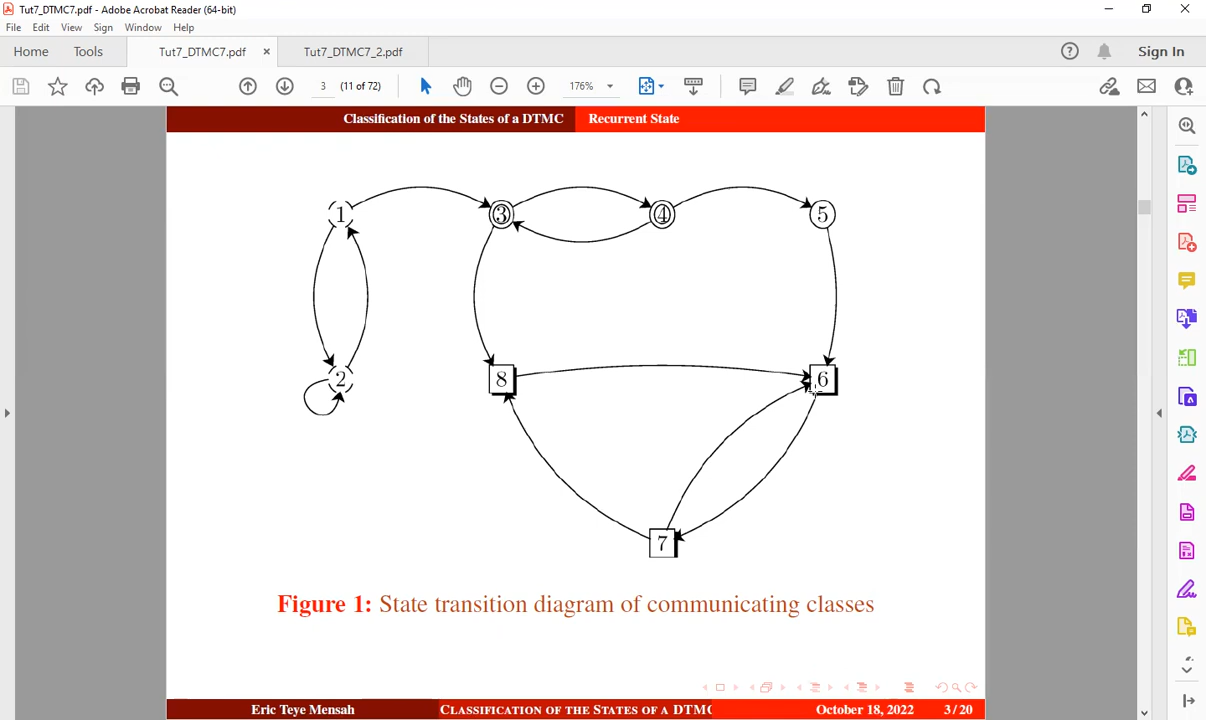 Tut7_DTMC7.pdf - Adobe Acrobat Reader (64-bit)
File Edit View Sign Window Help
Home Tools Tut7_DTMC7.pdf × Tut7_DTMC7_2.pdf Sign In
3 (11 of 72) 176%
Classification of the States of a DTMC Recurrent State
1 3 4 5
2 8 6
7
Figure 1: State transition diagram of communicating classes
Eric Teye Mensah CLASSIFICATION OF THE STATES OF A DTMC October 18, 2022 3 / 20